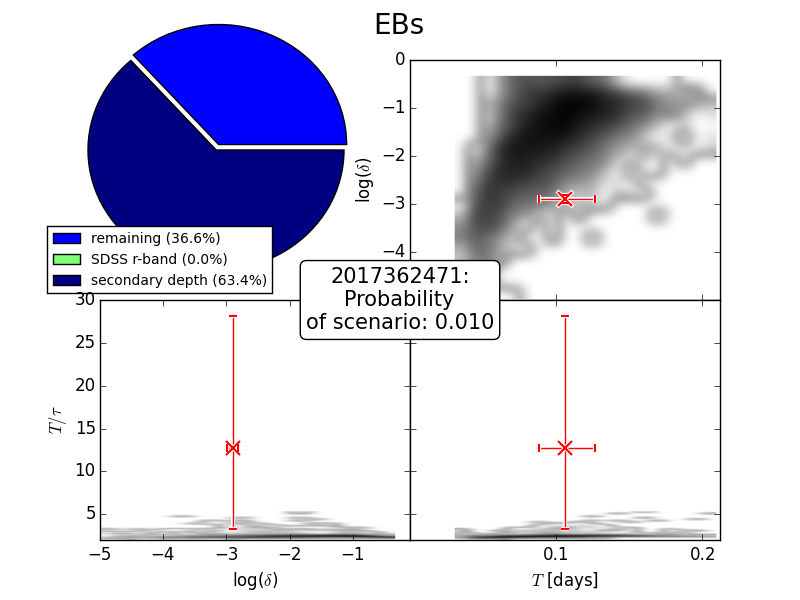 EBs
remaining (36.6%)
SDSS r-band (0.0%)
secondary depth (63.4%)
0
−1
−2
−3
−4
log(δ)
2017362471:
Probability
of scenario: 0.010
30
25
20
15
10
5
T/τ
−5 −4 −3 −2 −1
log(δ)
0.1 0.2
T [days]